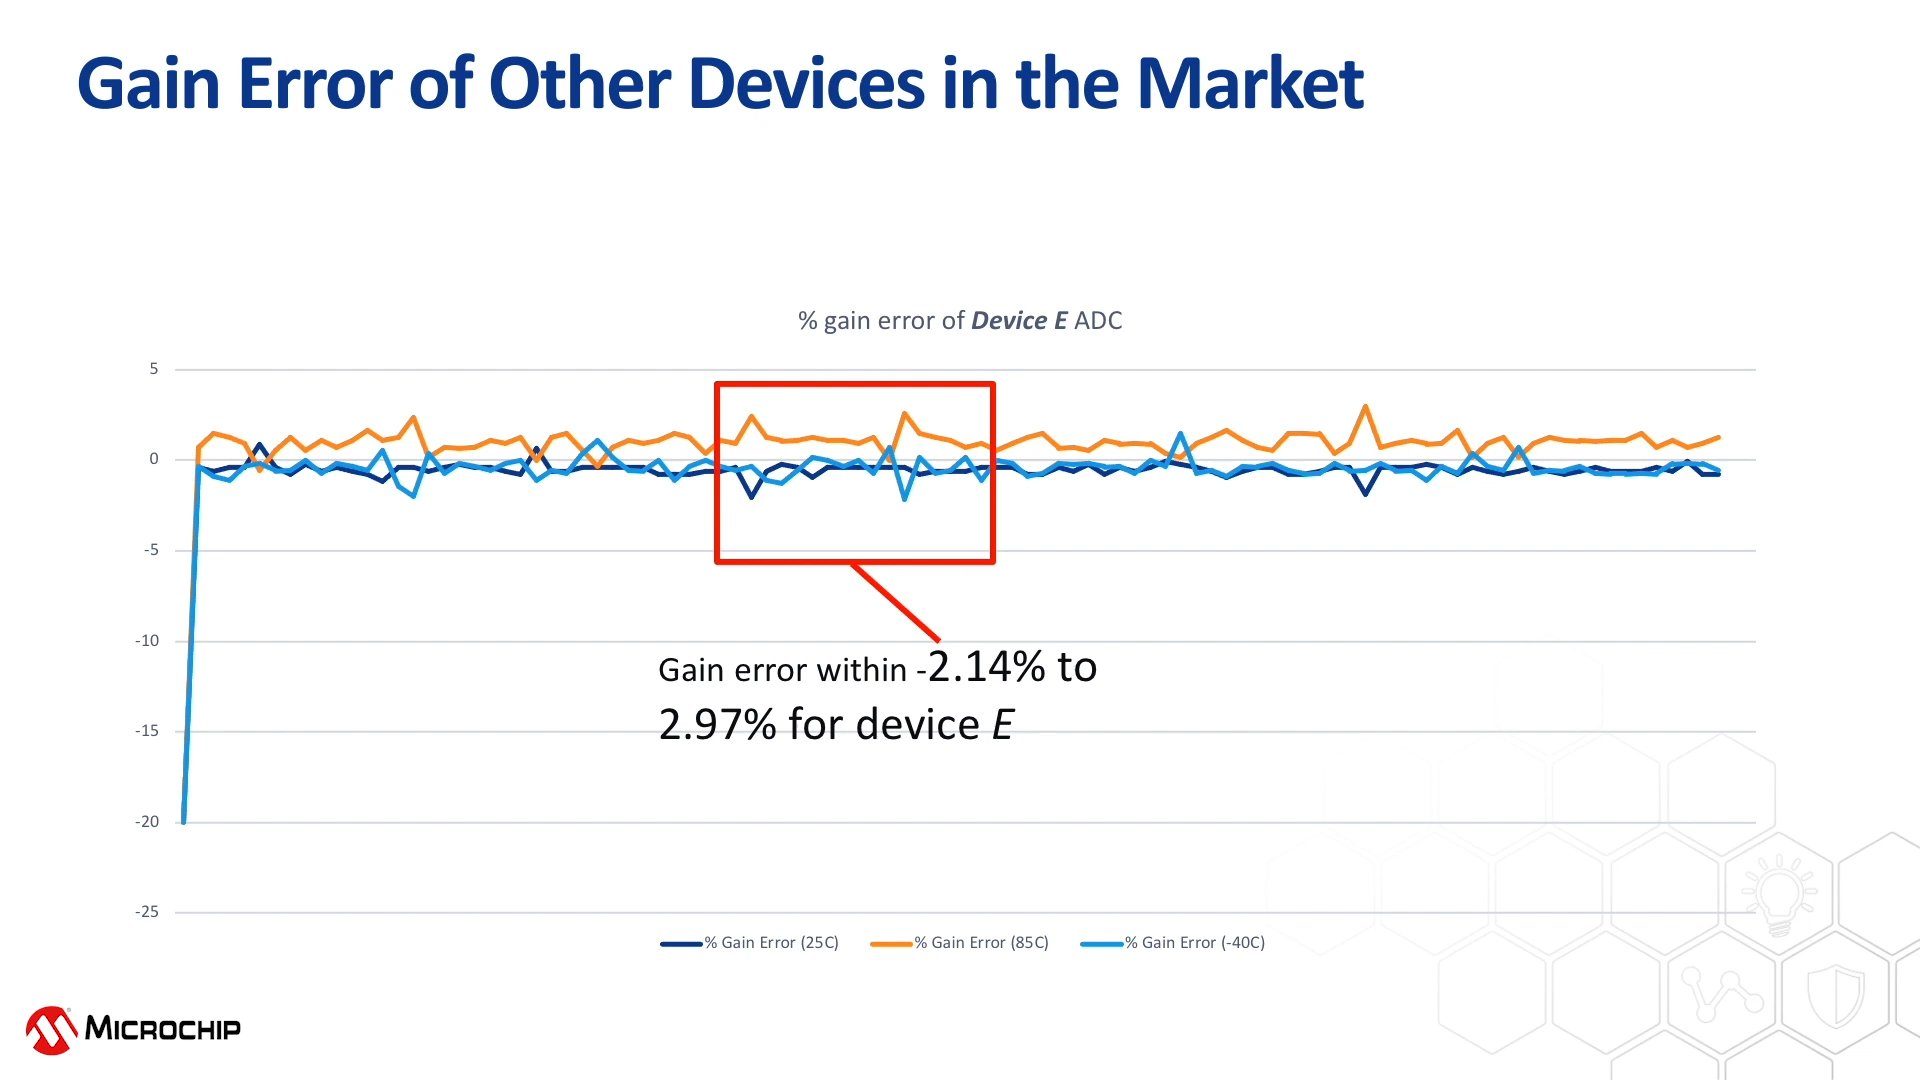 Gain Error of Other Devices in the Market
% gain error of Device E ADC
5
0
-5
-10
-15
-20
-25
Gain error within -2.14% to
2.97% for device E
% Gain Error (25C) % Gain Error (85C) % Gain Error (-40C)
MICROCHIP